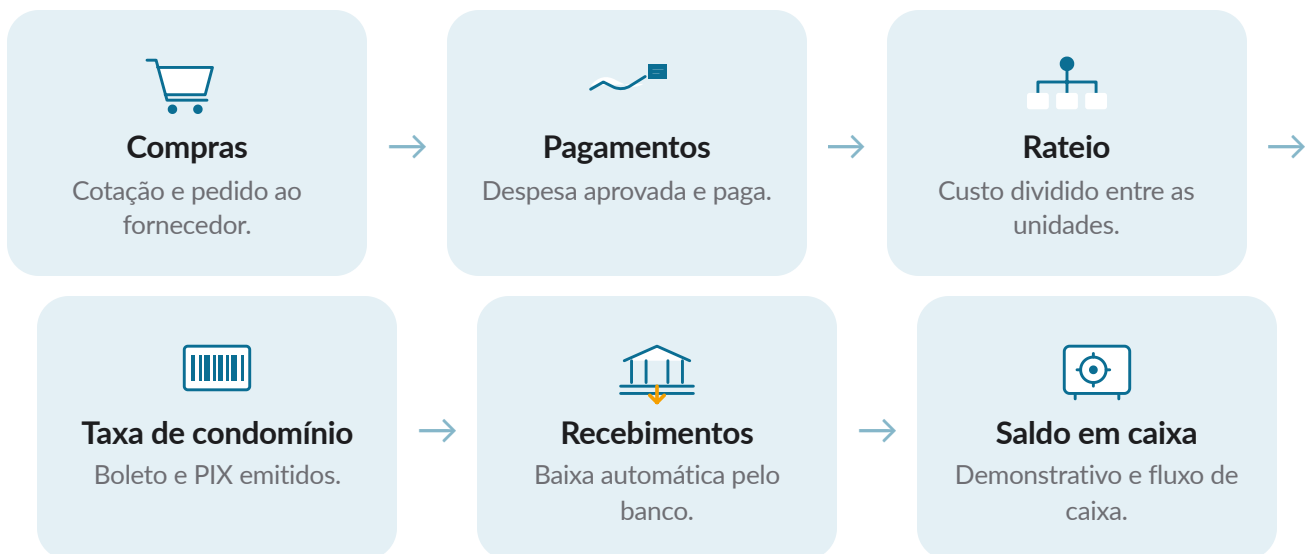 Compras
Cotação e pedido ao
fornecedor.
Pagamentos
Despesa aprovada e paga.
Rateio
Custo dividido entre as
unidades.
Taxa de condomínio
Boleto e PIX emitidos.
Recebimentos
Baixa automática pelo
banco.
Saldo em caixa
Demonstrativo e fluxo de
caixa.